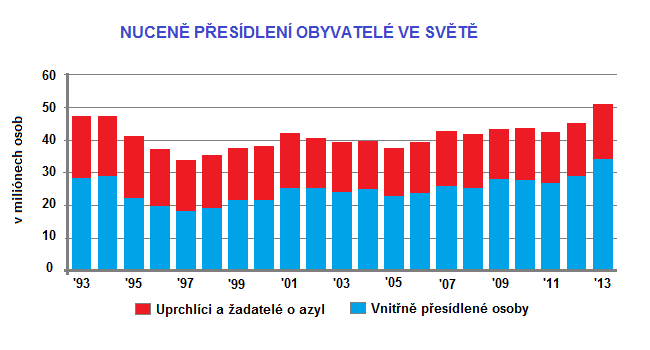 NUCENĚ PŘESÍDLENÍ OBYVATELÉ VE SVĚTĚ
v miliónech osob
60
50
40
30
20
10
0
'93 '95 '97 '99 '01 '03 '05 '07 '09 '11 '13
Uprchlíci a žadatelé o azyl Vnitřně přesídlené osoby